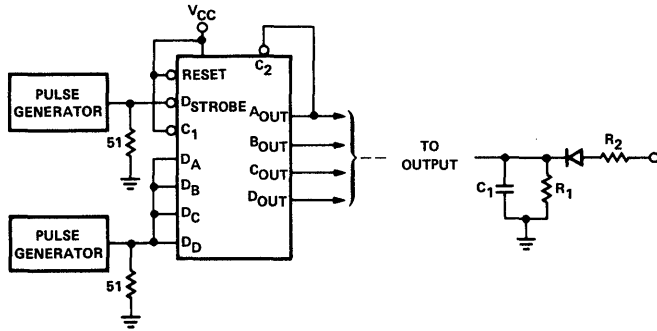 VCC
C2
PULSE
GENERATOR
RESET
DSTROBE
C1
51
DA
DB
DC
DD
AOUT
BOUT
COUT
DOUT
TO
OUTPUT
C1
R1
R2
PULSE
GENERATOR
51